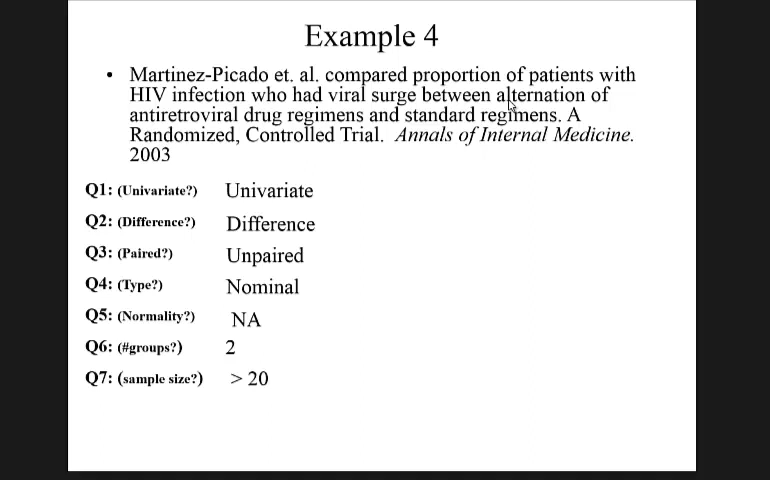 Example 4
• Martinez-Picado et. al. compared proportion of patients with
HIV infection who had viral surge between alternation of
antiretroviral drug regimens and standard regimens. A
Randomized, Controlled Trial. Annals of Internal Medicine.
2003
Q1: (Univariate?) Univariate
Q2: (Difference?) Difference
Q3: (Paired?) Unpaired
Q4: (Type?) Nominal
Q5: (Normality?) NA
Q6: (#groups?) 2
Q7: (sample size?) > 20